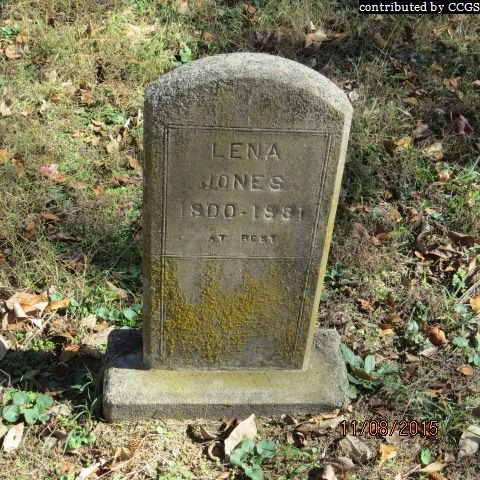 contributed by CCGS
LENA
JONES
1900-1931
AT REST
11/08/2015